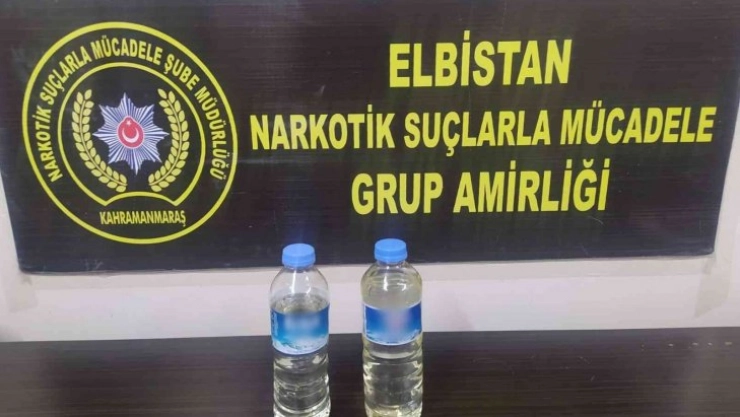 NARKOTİK SUÇLARLA MÜCADELE ŞUBE MÜDÜRLÜĞÜ
KAHRAMANMARAŞ
ELBİSTAN
NARKOTİK SUÇLARLA MÜCADELE
GRUP AMİRLİĞİ